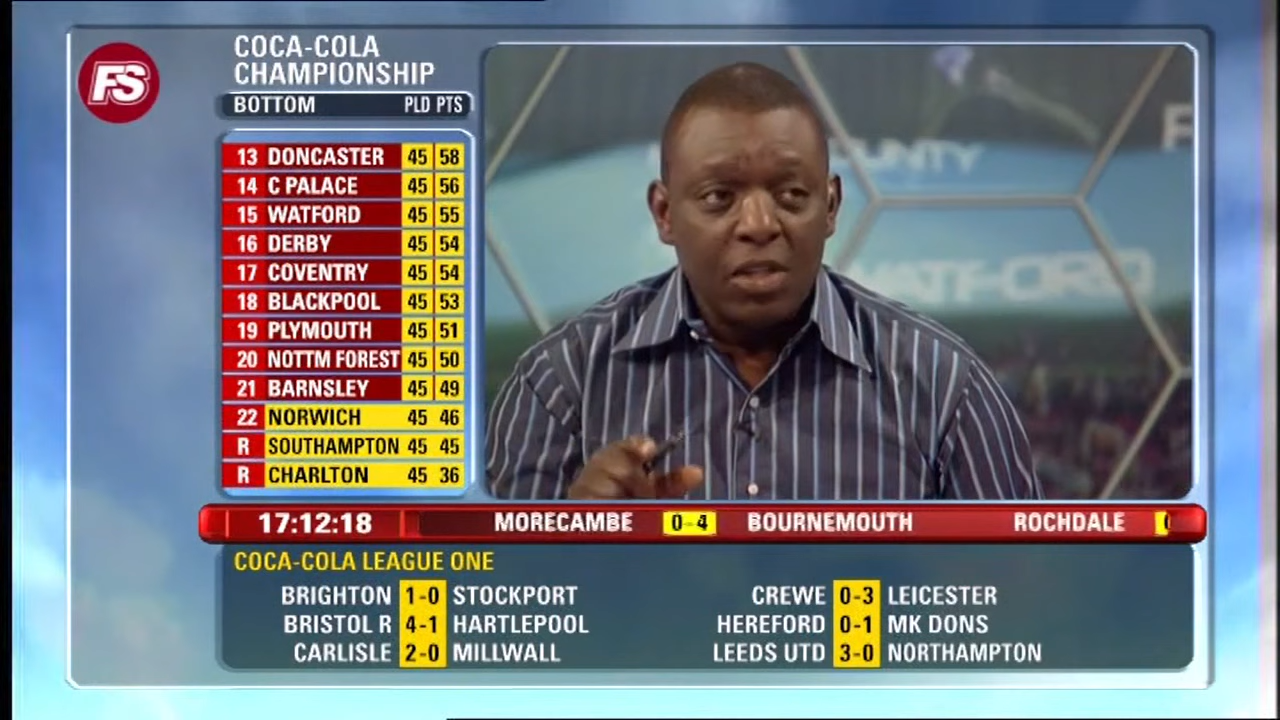 FS
COCA-COLA
CHAMPIONSHIP
BOTTOM PLD PTS
13 DONCASTER 45 58
14 C PALACE 45 56
15 WATFORD 45 55
16 DERBY 45 54
17 COVENTRY 45 54
18 BLACKPOOL 45 53
19 PLYMOUTH 45 51
20 NOTTM FOREST 45 50
21 BARNSLEY 45 49
22 NORWICH 45 46
R SOUTHAMPTON 45 45
R CHARLTON 45 36
WATFORD
17:12:18 MORECAMBE 0-4 BOURNEMOUTH ROCHDALE
COCA-COLA LEAGUE ONE
BRIGHTON 1-0 STOCKPORT CREWE 0-3 LEICESTER
BRISTOL R 4-1 HARTLEPOOL HEREFORD 0-1 MK DONS
CARLISLE 2-0 MILLWALL LEEDS UTD 3-0 NORTHAMPTON